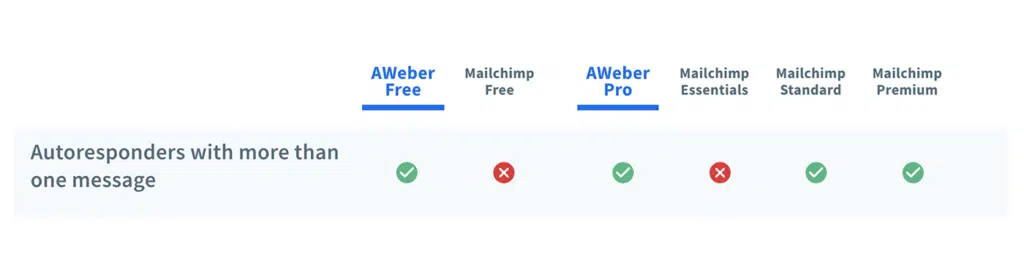 AWeber
Free
Mailchimp
Free
AWeber
Pro
Mailchimp
Essentials
Mailchimp
Standard
Mailchimp
Premium
Autoresponders with more than
one message